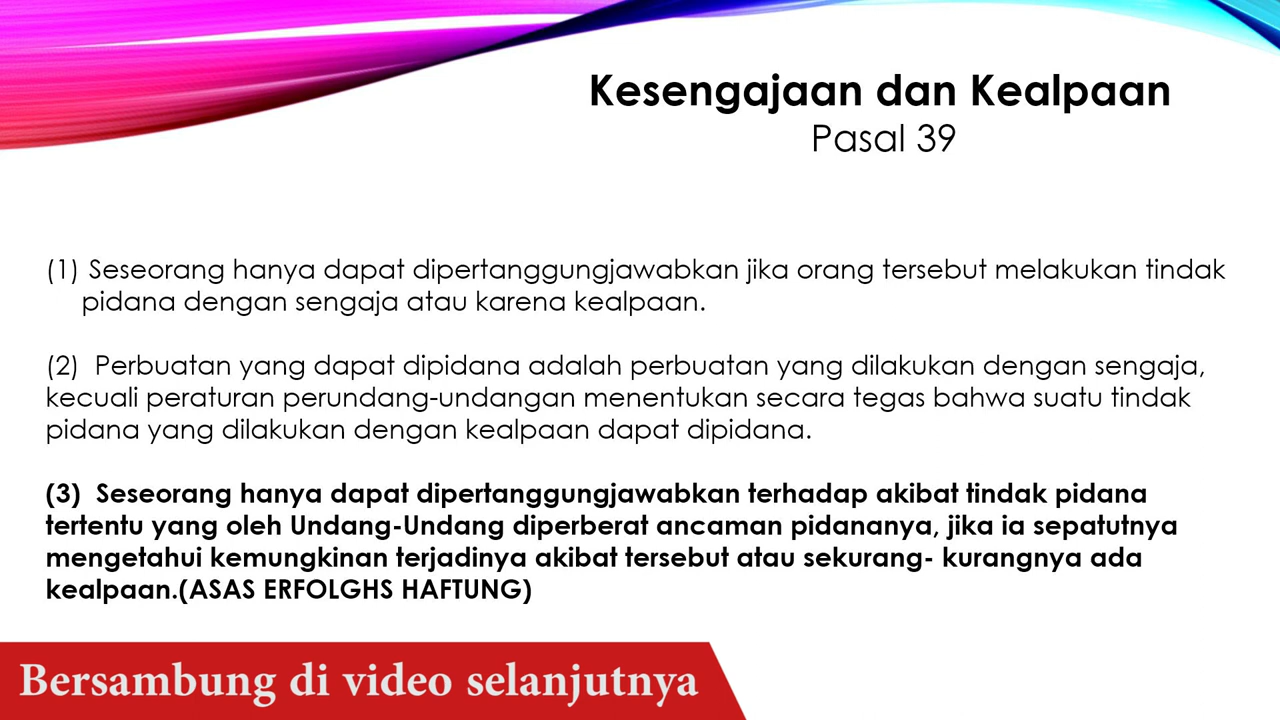 Kesengajaan dan Kealpaan
Pasal 39
(1) Seseorang hanya dapat dipertanggungjawabkan jika orang tersebut melakukan tindak
pidana dengan sengaja atau karena kealpaan.
(2) Perbuatan yang dapat dipidana adalah perbuatan yang dilakukan dengan sengaja,
kecuali peraturan perundang-undangan menentukan secara tegas bahwa suatu tindak
pidana yang dilakukan dengan kealpaan dapat dipidana.
(3) Seseorang hanya dapat dipertanggungjawabkan terhadap akibat tindak pidana
tertentu yang oleh Undang-Undang diperberat ancaman pidananya, jika ia sepatutnya
mengetahui kemungkinan terjadinya akibat tersebut atau sekurang- kurangnya ada
kealpaan.(ASAS ERFOLGHS HAFTUNG)
Bersambung di video selanjutnya